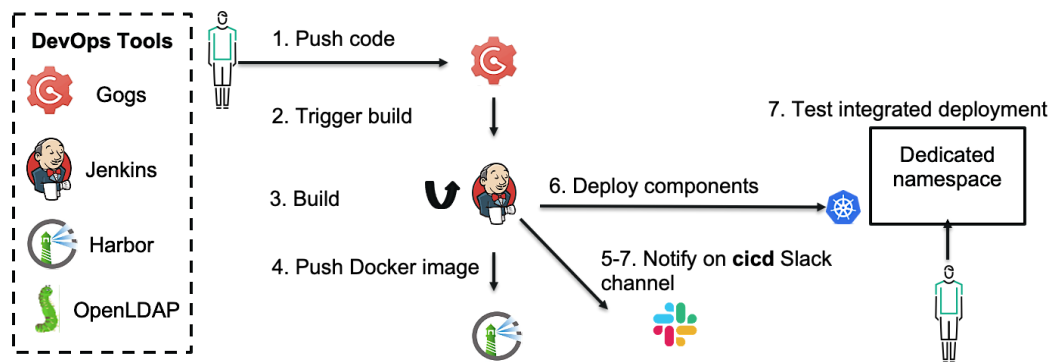 DevOps Tools
Gogs
Jenkins
Harbor
OpenLDAP
1. Push code
2. Trigger build
3. Build
4. Push Docker image
6. Deploy components
5-7. Notify on cicd Slack
channel
7. Test integrated deployment
Dedicated
namespace